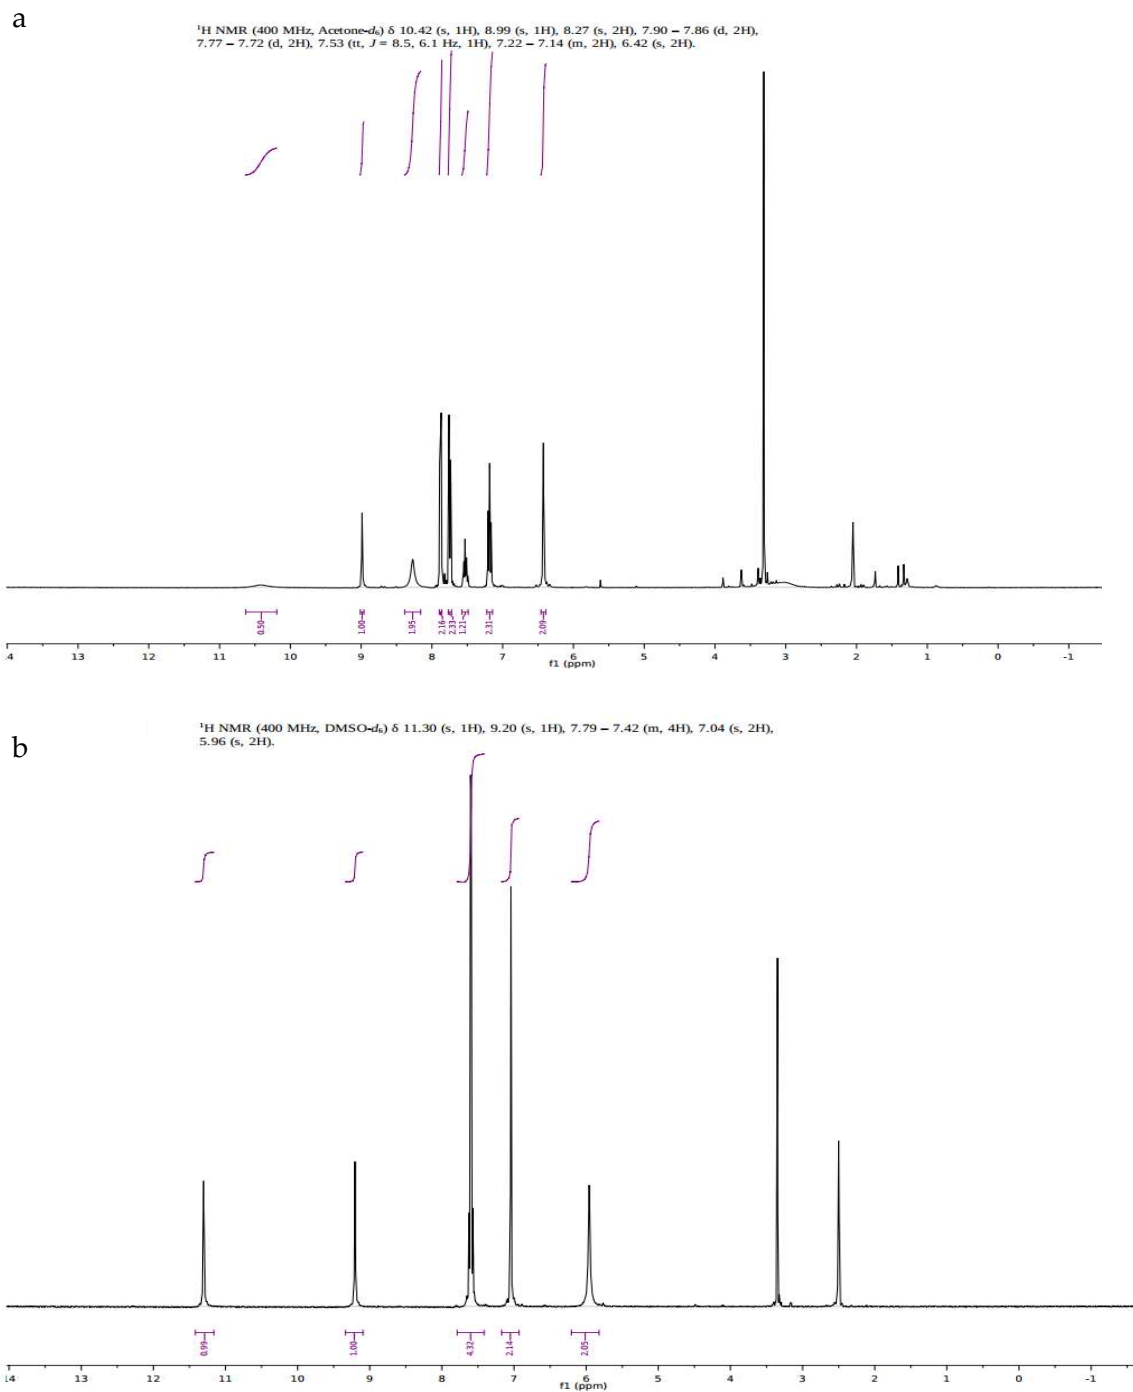 a
¹H NMR (400 MHz, Acetone-d₆) δ 10.42 (s, 1H), 8.99 (s, 1H), 8.27 (s, 2H), 7.90 – 7.86 (d, 2H),
7.77 – 7.72 (d, 2H), 7.53 (tt, J = 8.5, 6.1 Hz, 1H), 7.22 – 7.14 (m, 2H), 6.42 (s, 2H).
0.50 1.00 1.95 2.16 2.33 1.21 2.31 2.09
.4 13 12 11 10 9 8 7 6 5 4 3 2 1 0 -1
f1 (ppm)
b
¹H NMR (400 MHz, DMSO-d₆) δ 11.30 (s, 1H), 9.20 (s, 1H), 7.79 – 7.42 (m, 4H), 7.04 (s, 2H),
5.96 (s, 2H).
0.99 1.00 4.32 2.14 2.05
14 13 12 11 10 9 8 7 6 5 4 3 2 1 0 -1
f1 (ppm)